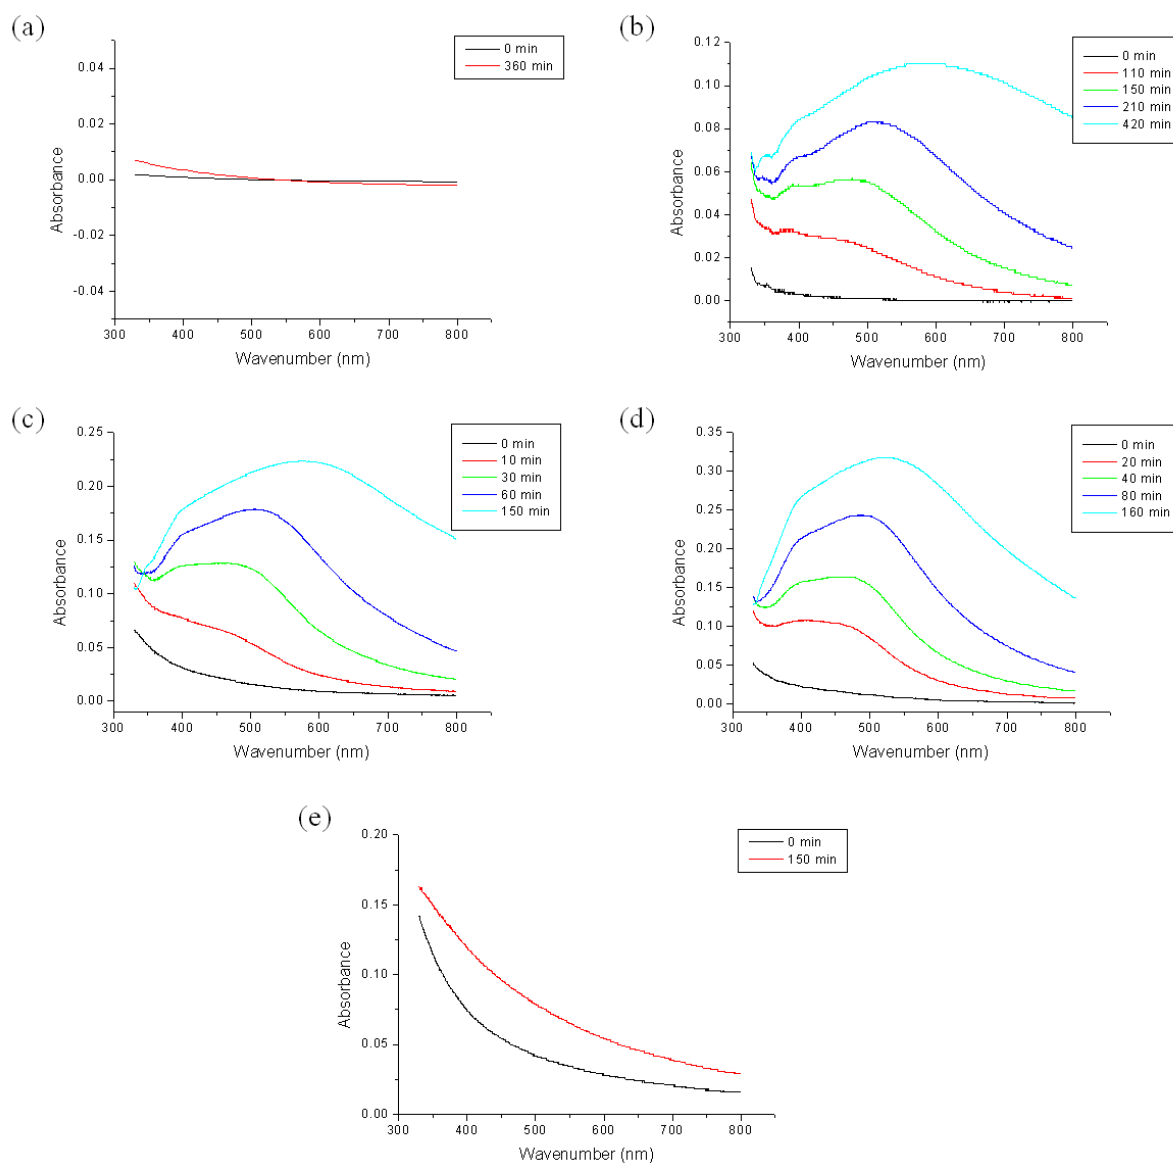 (a)
0 min
360 min
0.04
0.02
0.00
-0.02
-0.04
Absorbance
300 400 500 600 700 800
Wavenumber (nm)
(b)
0 min
110 min
150 min
210 min
420 min
0.12
0.10
0.08
0.06
0.04
0.02
0.00
Absorbance
300 400 500 600 700 800
Wavenumber (nm)
(c)
0 min
10 min
30 min
60 min
150 min
0.25
0.20
0.15
0.10
0.05
0.00
Absorbance
300 400 500 600 700 800
Wavenumber (nm)
(d)
0 min
20 min
40 min
80 min
160 min
0.35
0.30
0.25
0.20
0.15
0.10
0.05
0.00
Absorbance
300 400 500 600 700 800
Wavenumber (nm)
(e)
0 min
150 min
0.20
0.15
0.10
0.05
0.00
Absorbance
300 400 500 600 700 800
Wavenumber (nm)